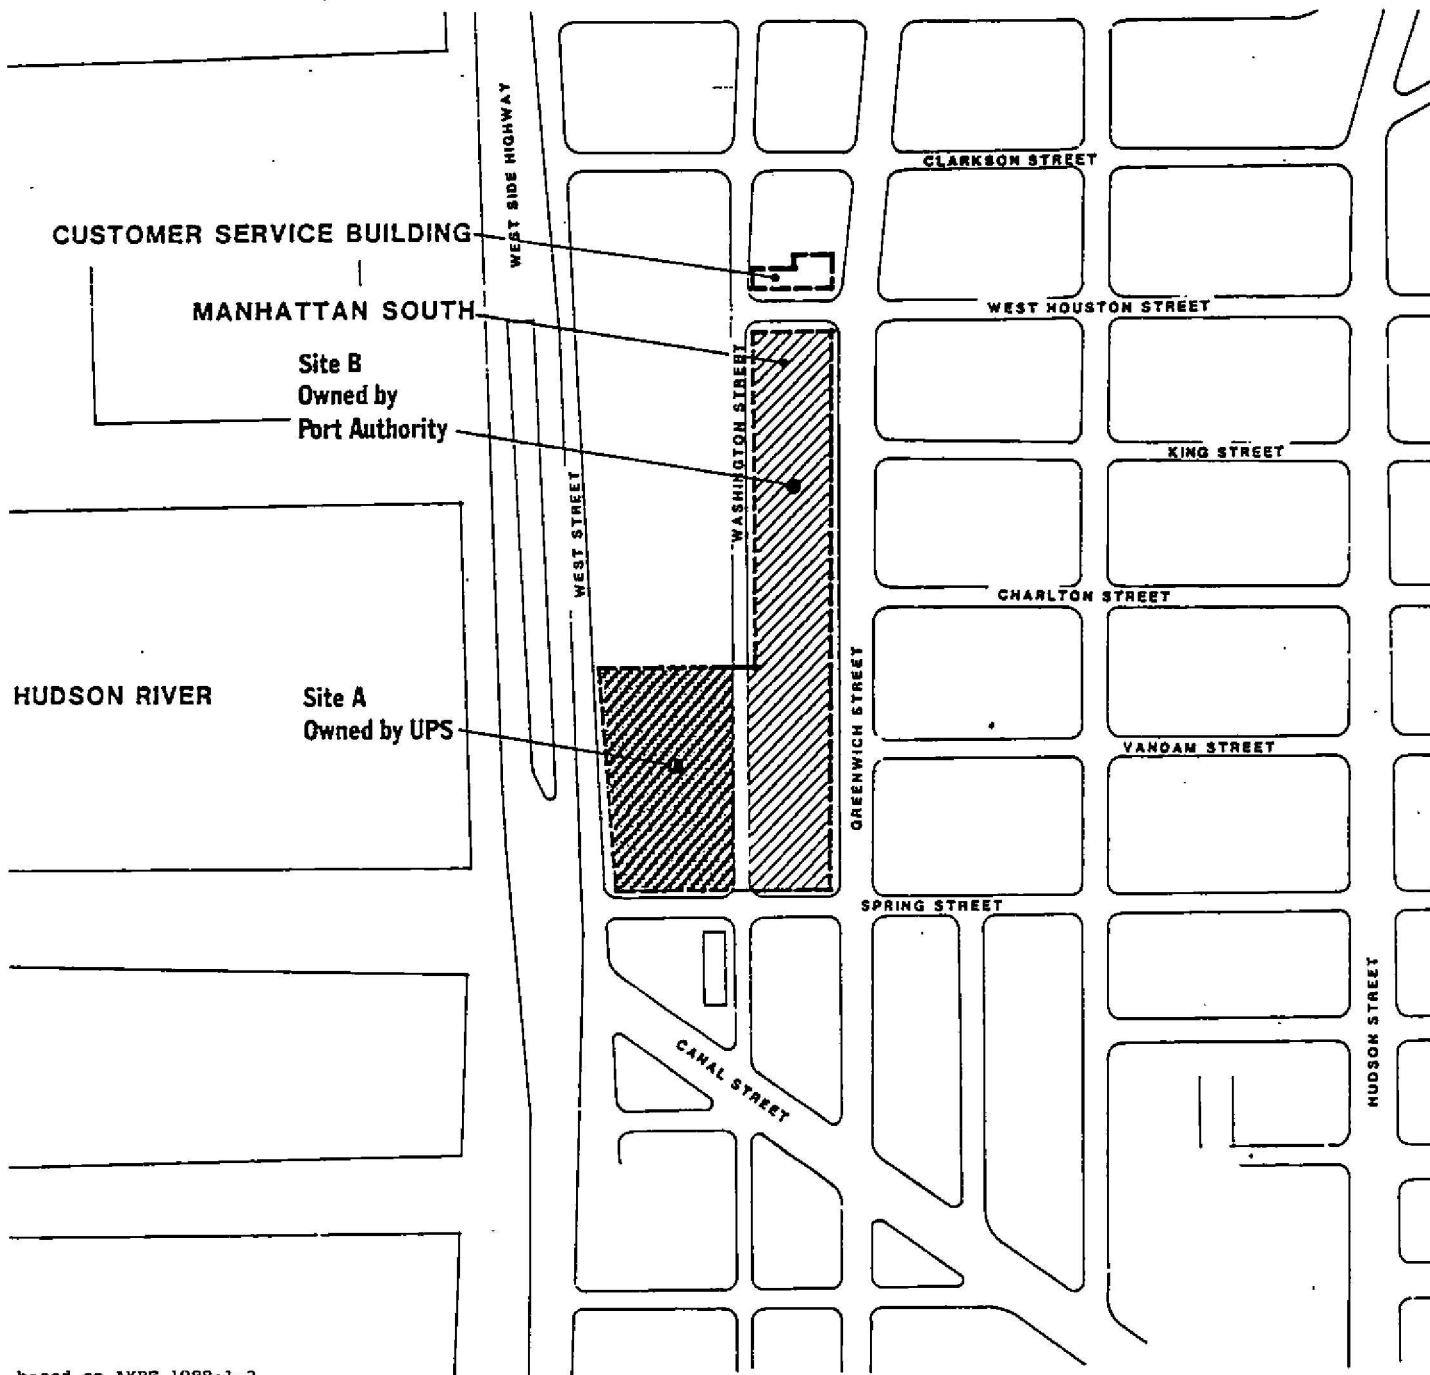 CLARKSON STREET
WEST SIDE HIGHWAY
CUSTOMER SERVICE BUILDING
MANHATTAN SOUTH
WEST HOUSTON STREET
Site B
Owned by
Port Authority
WASHINGTON STREET
KING STREET
WEST STREET
CHARLTON STREET
HUDSON RIVER
Site A
Owned by UPS
GREENWICH STREET
VANDAM STREET
SPRING STREET
HUDSON STREET
CANAL STREET
based on